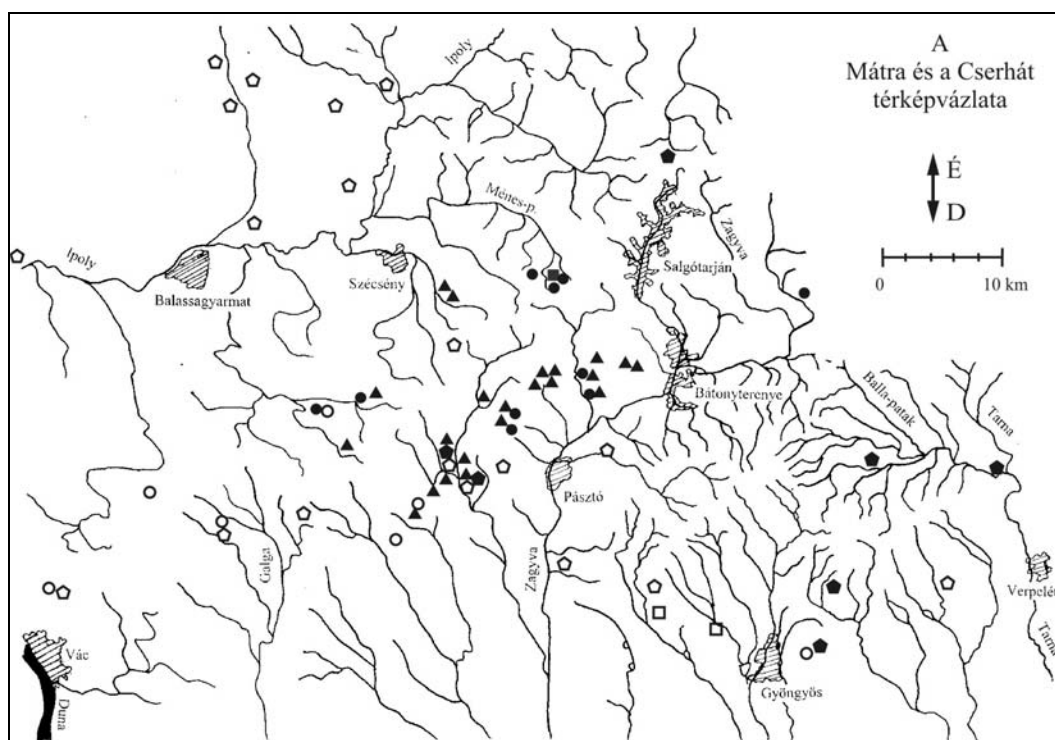 A
Mátra és a Cserhát
térképvázlata
É
D
0 10 km
Ipoly
Ménes-p.
Zagyva
Salgótarján
Ipoly
Balassagyarmat
Szécsény
Bátonyterenye
Balla-patak
Tarna
Pásztó
Galga
Zagyva
Verpelét
Tarna
Vác
Duna
Gyöngyös